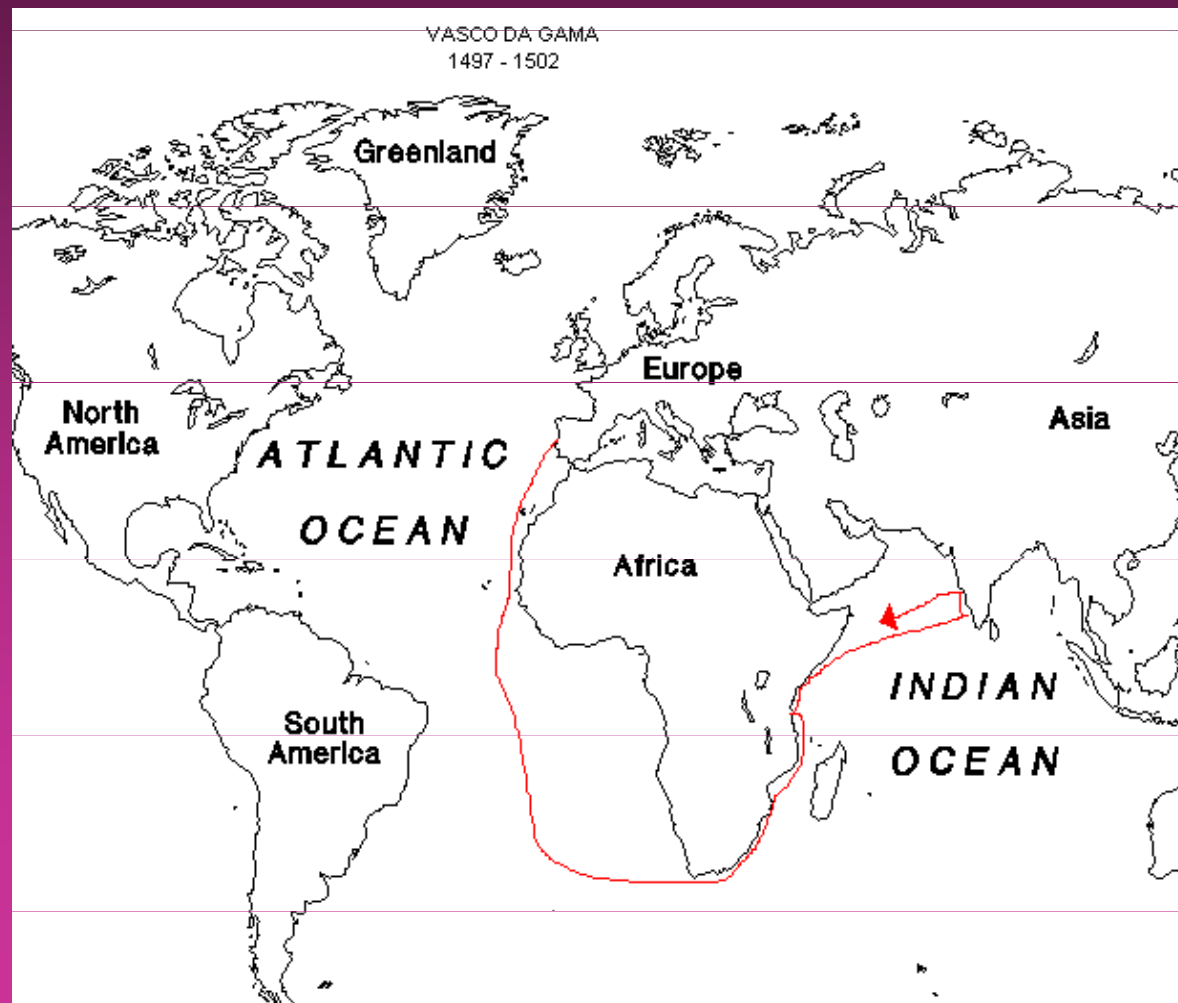 VASCO DA GAMA
1497 - 1502
Greenland
Europe
North
America
Asia
ATLANTIC
OCEAN
Africa
INDIAN
South
America
OCEAN